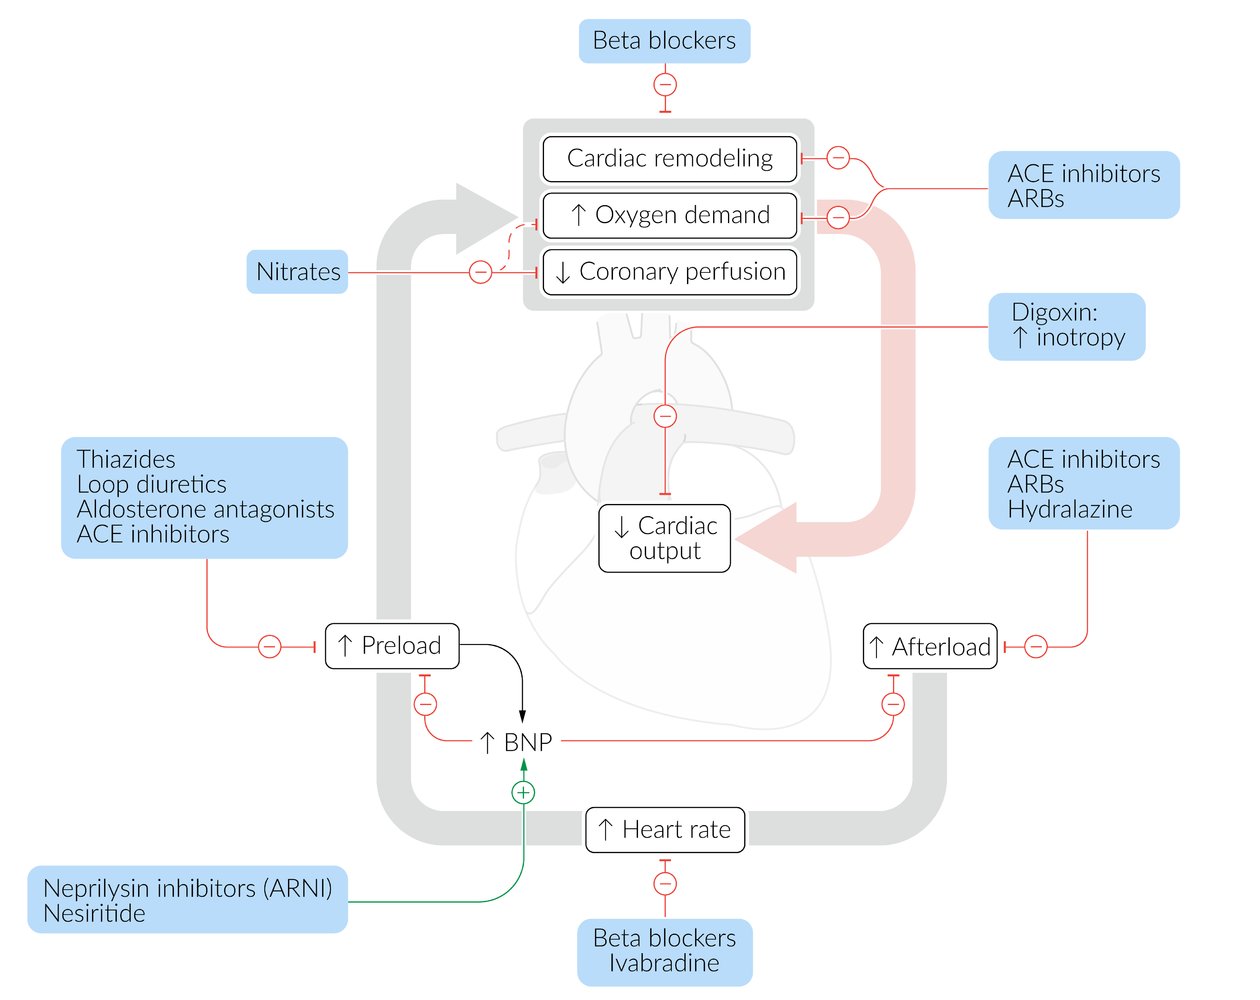 Beta blockers
−
Cardiac remodeling
−
ACE inhibitors
ARBs
↑ Oxygen demand
−
Nitrates
−
↓ Coronary perfusion
Digoxin:
↑ inotropy
−
Thiazides
Loop diuretics
Aldosterone antagonists
ACE inhibitors
ACE inhibitors
ARBs
Hydralazine
↓ Cardiac
output
−
↑ Preload
↑ Afterload
−
−
−
↑ BNP
+
↑ Heart rate
−
Neprilysin inhibitors (ARNI)
Nesiritide
Beta blockers
Ivabradine